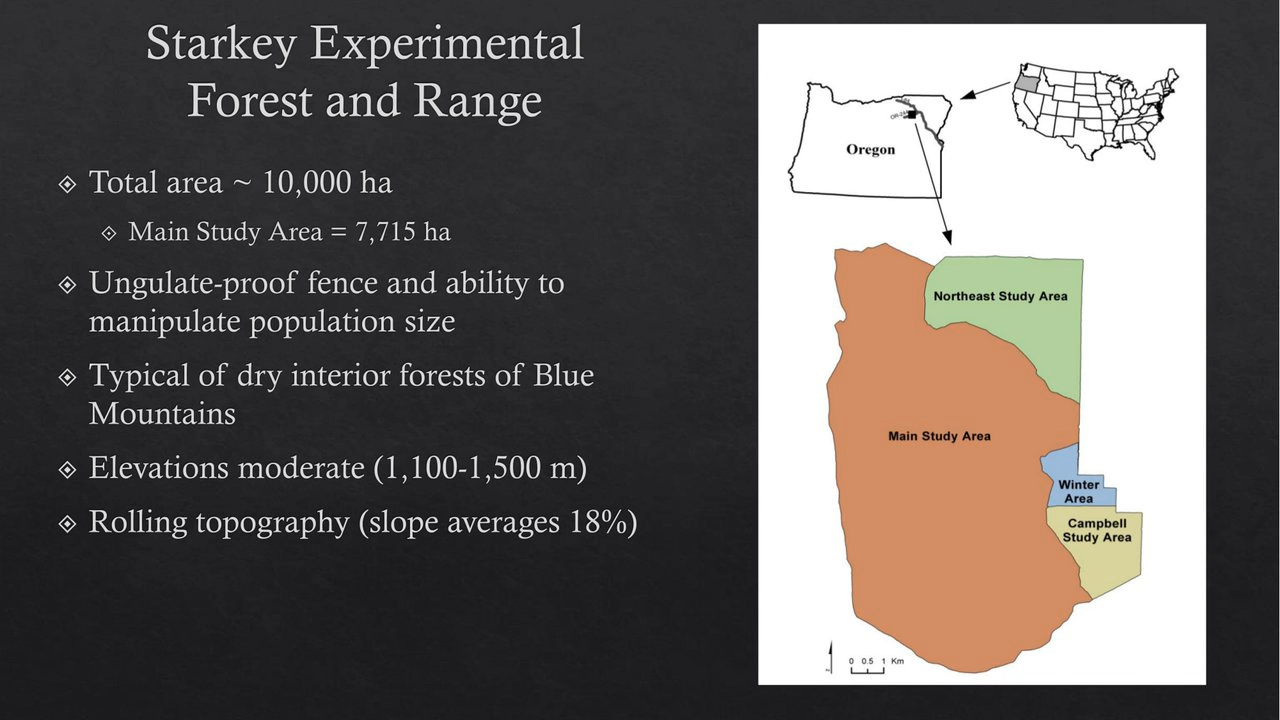 Starkey Experimental
Forest and Range
Total area ~ 10,000 ha
Main Study Area = 7,715 ha
Ungulate-proof fence and ability to
manipulate population size
Typical of dry interior forests of Blue
Mountains
Elevations moderate (1,100-1,500 m)
Rolling topography (slope averages 18%)
Oregon
Northeast Study Area
Main Study Area
Winter
Area
Campbell
Study Area
0 0.5 1 Km